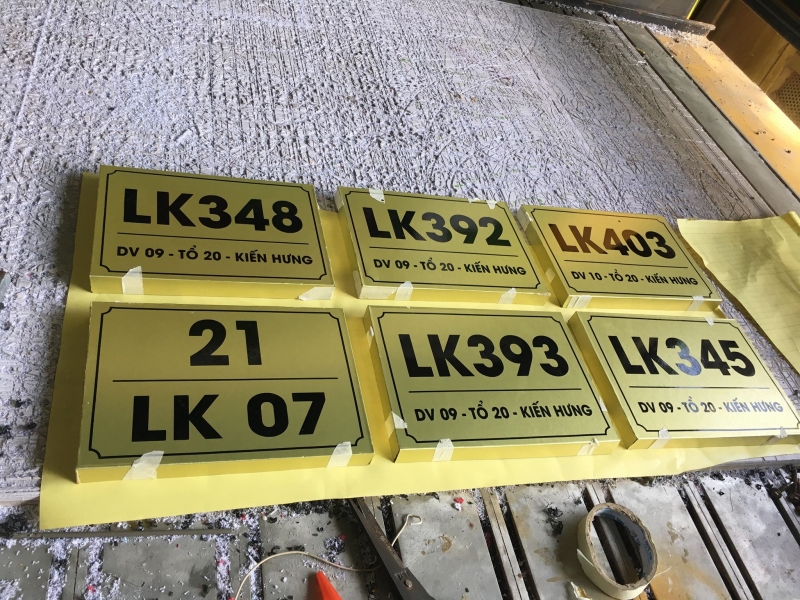 LK348
DV 09 - TỔ 20 - KIẾN HƯNG
LK392
DV 09 - TỔ 20 - KIẾN HƯNG
LK403
DV 10 - TỔ 20 - KIẾN HƯNG
21
LK 07
LK393
DV 09 - TỔ 20 - KIẾN HƯNG
LK345
DV 09 - TỔ 20 - KIẾN HƯNG